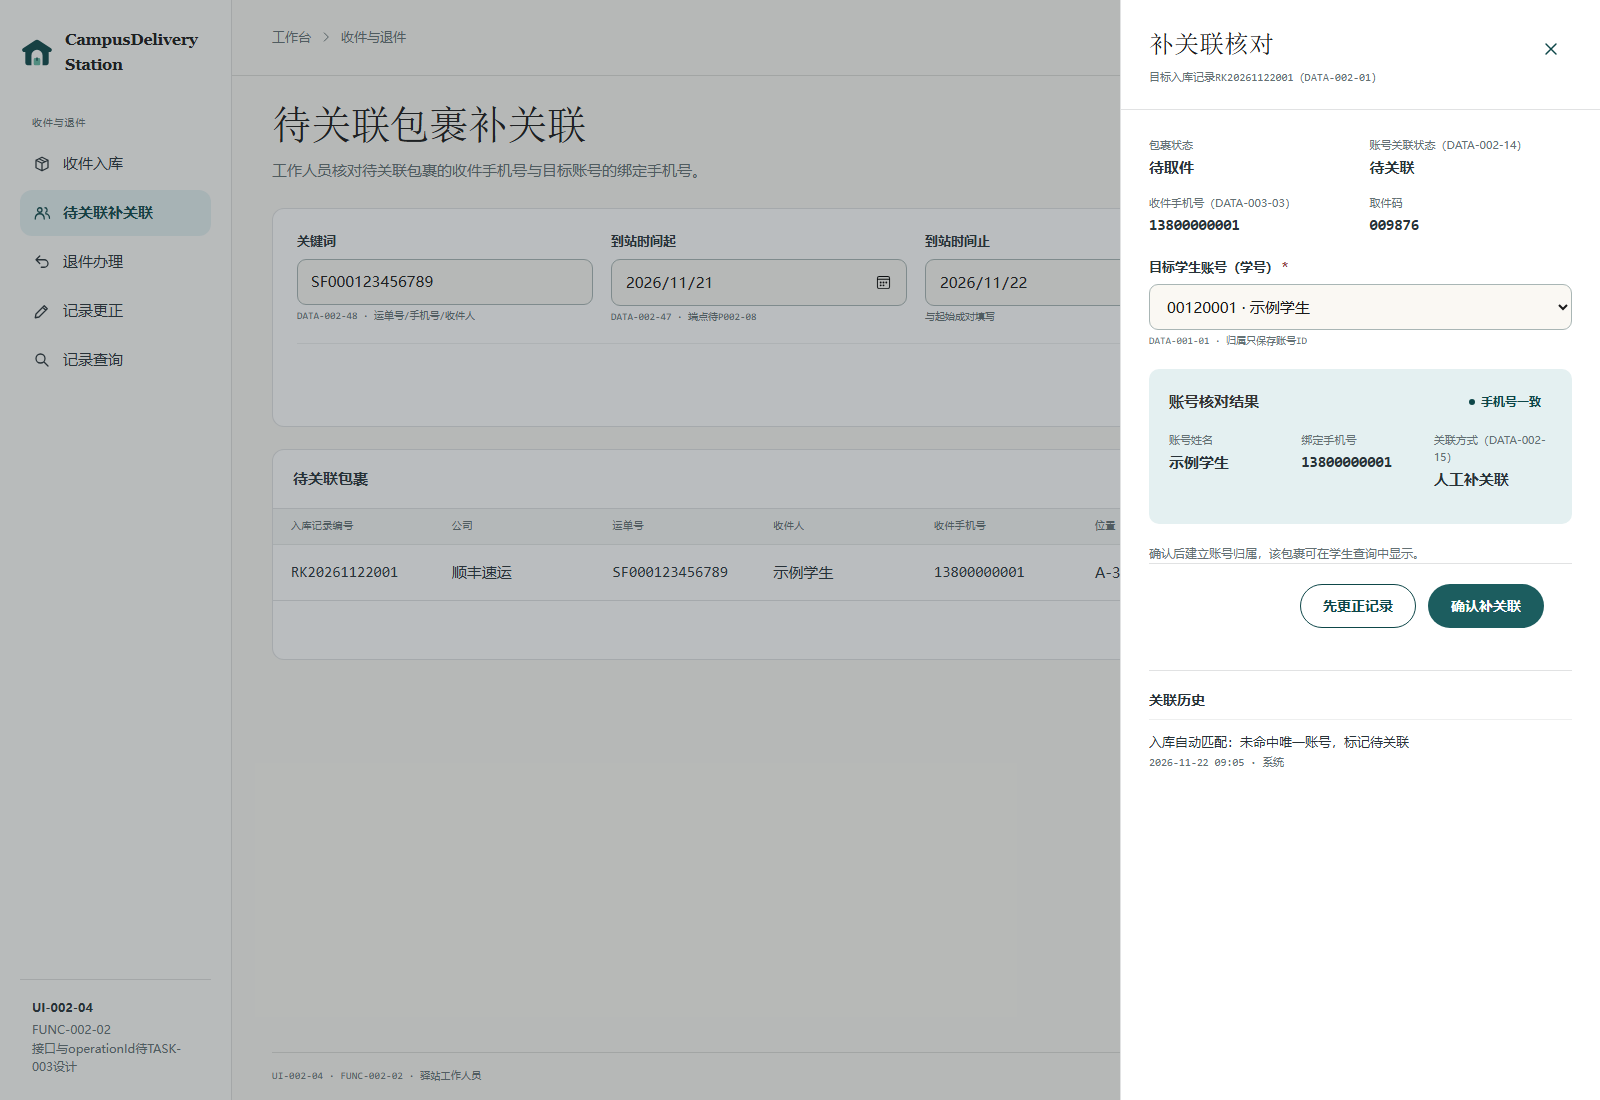 CampusDelivery
Station
收件与退件
收件入库
待关联补关联
退件办理
记录更正
记录查询
UI-002-04
FUNC-002-02
接口与operationId待TASK-
003设计
工作台 > 收件与退件
待关联包裹补关联
工作人员核对待关联包裹的收件手机号与目标账号的绑定手机号。
关键词
到站时间起
到站时间止
SF000123456789
2026/11/21
2026/11/22
DATA-002-48 · 运单号/手机号/收件人
DATA-002-47 · 端点待P002-08
与起始成对填写
待关联包裹
入库记录编号
公司
运单号
收件人
收件手机号
位置
RK20261122001
顺丰速运
SF000123456789
示例学生
13800000001
A-3
UI-002-04 · FUNC-002-02 · 驿站工作人员
补关联核对
目标入库记录RK20261122001 (DATA-002-01)
包裹状态
账号关联状态（DATA-002-14）
待取件
待关联
收件手机号（DATA-003-03）
取件码
13800000001
009876
目标学生账号（学号） *
00120001 · 示例学生
DATA-001-01 · 归属只保存账号ID
账号核对结果
手机号一致
账号姓名
绑定手机号
关联方式（DATA-002-
15）
示例学生
13800000001
人工补关联
确认后建立账号归属，该包裹可在学生查询中显示。
先更正记录
确认补关联
关联历史
入库自动匹配：未命中唯一账号，标记待关联
2026-11-22 09:05 · 系统